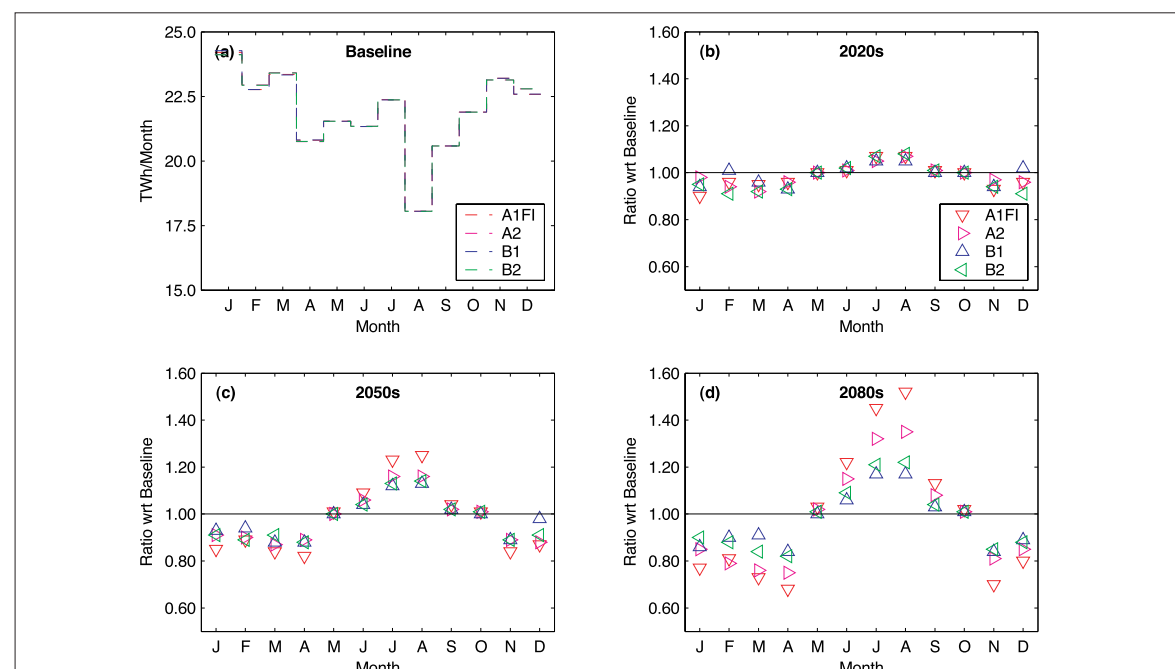 (a) Baseline
TWh/Month
25.0
22.5
20.0
17.5
15.0
A1FI
A2
B1
B2
J F M A M J J A S O N D
Month
(b) 2020s
Ratio wrt Baseline
1.60
1.20
1.00
0.80
0.60
A1FI
A2
B1
B2
J F M A M J J A S O N D
Month
(c) 2050s
Ratio wrt Baseline
1.60
1.40
1.20
1.00
0.80
0.60
J F M A M J J A S O N D
Month
(d) 2080s
Ratio wrt Baseline
1.60
1.40
1.20
1.00
0.80
0.60
J F M A M J J A S O N D
Month